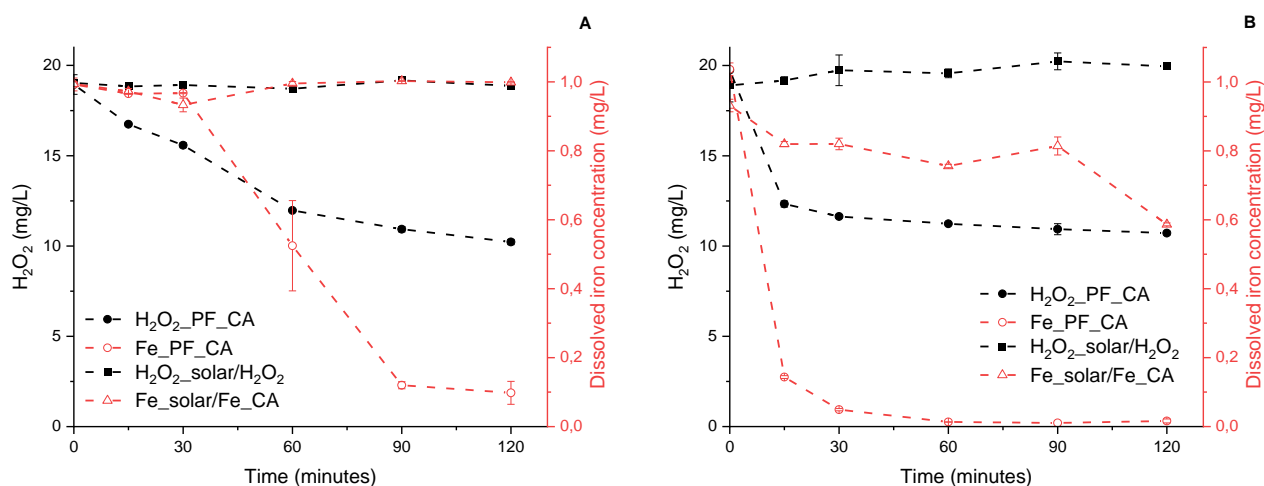 A
20
15
10
5
0
H₂O₂ (mg/L)
0
30
60
90
120
Time (minutes)
1,0
0,8
0,6
0,4
0,2
0,0
Dissolved iron concentration (mg/L)
H₂O₂_PF_CA
Fe_PF_CA
H₂O₂_solar/H₂O₂
Fe_solar/Fe_CA
B
20
15
10
5
0
H₂O₂ (mg/L)
0
30
60
90
120
Time (minutes)
1,0
0,8
0,6
0,4
0,2
0,0
Dissolved iron concentration (mg/L)
H₂O₂_PF_CA
Fe_PF_CA
H₂O₂_solar/H₂O₂
Fe_solar/Fe_CA